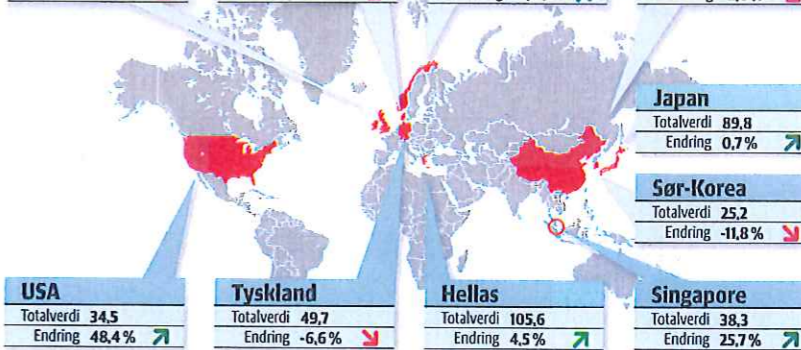 Japan
Totalverdi 89,8
Endring 0,7%
Sør-Korea
Totalverdi 25,2
Endring -11,8%
USA
Totalverdi 34,5
Endring 48,4%
Tyskland
Totalverdi 49,7
Endring -6,6%
Hellas
Totalverdi 105,6
Endring 4,5%
Singapore
Totalverdi 38,3
Endring 25,7%